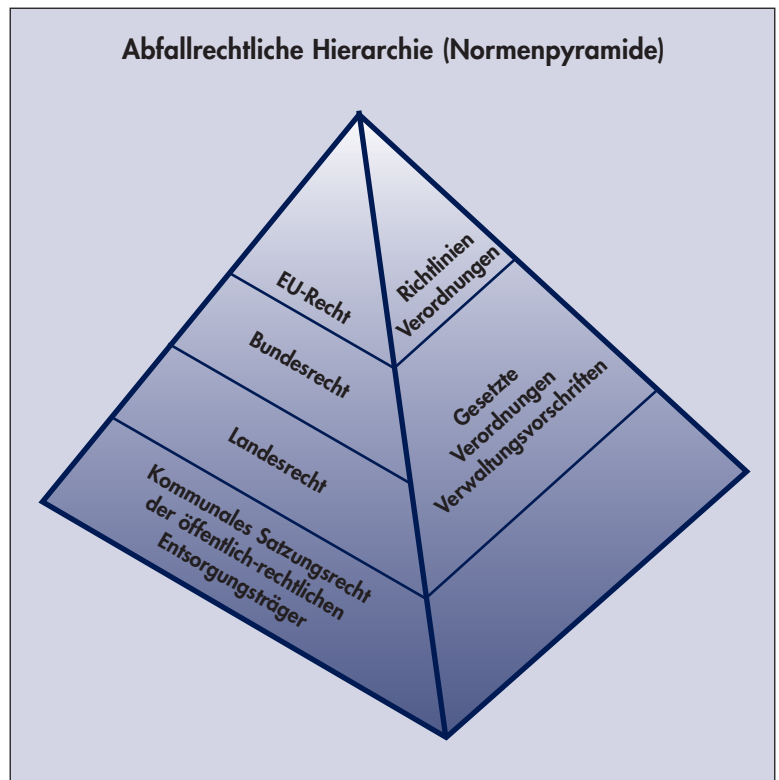 Abfallrechtliche Hierarchie (Normenpyramide)
EU-Recht
Bundesrecht
Landesrecht
Kommunales Satzungsrecht
der öffentlich-rechtlichen
Entsorgungsträger
Richtlinien
Verordnungen
Gesetzte
Verordnungen
Verwaltungsvorschriften